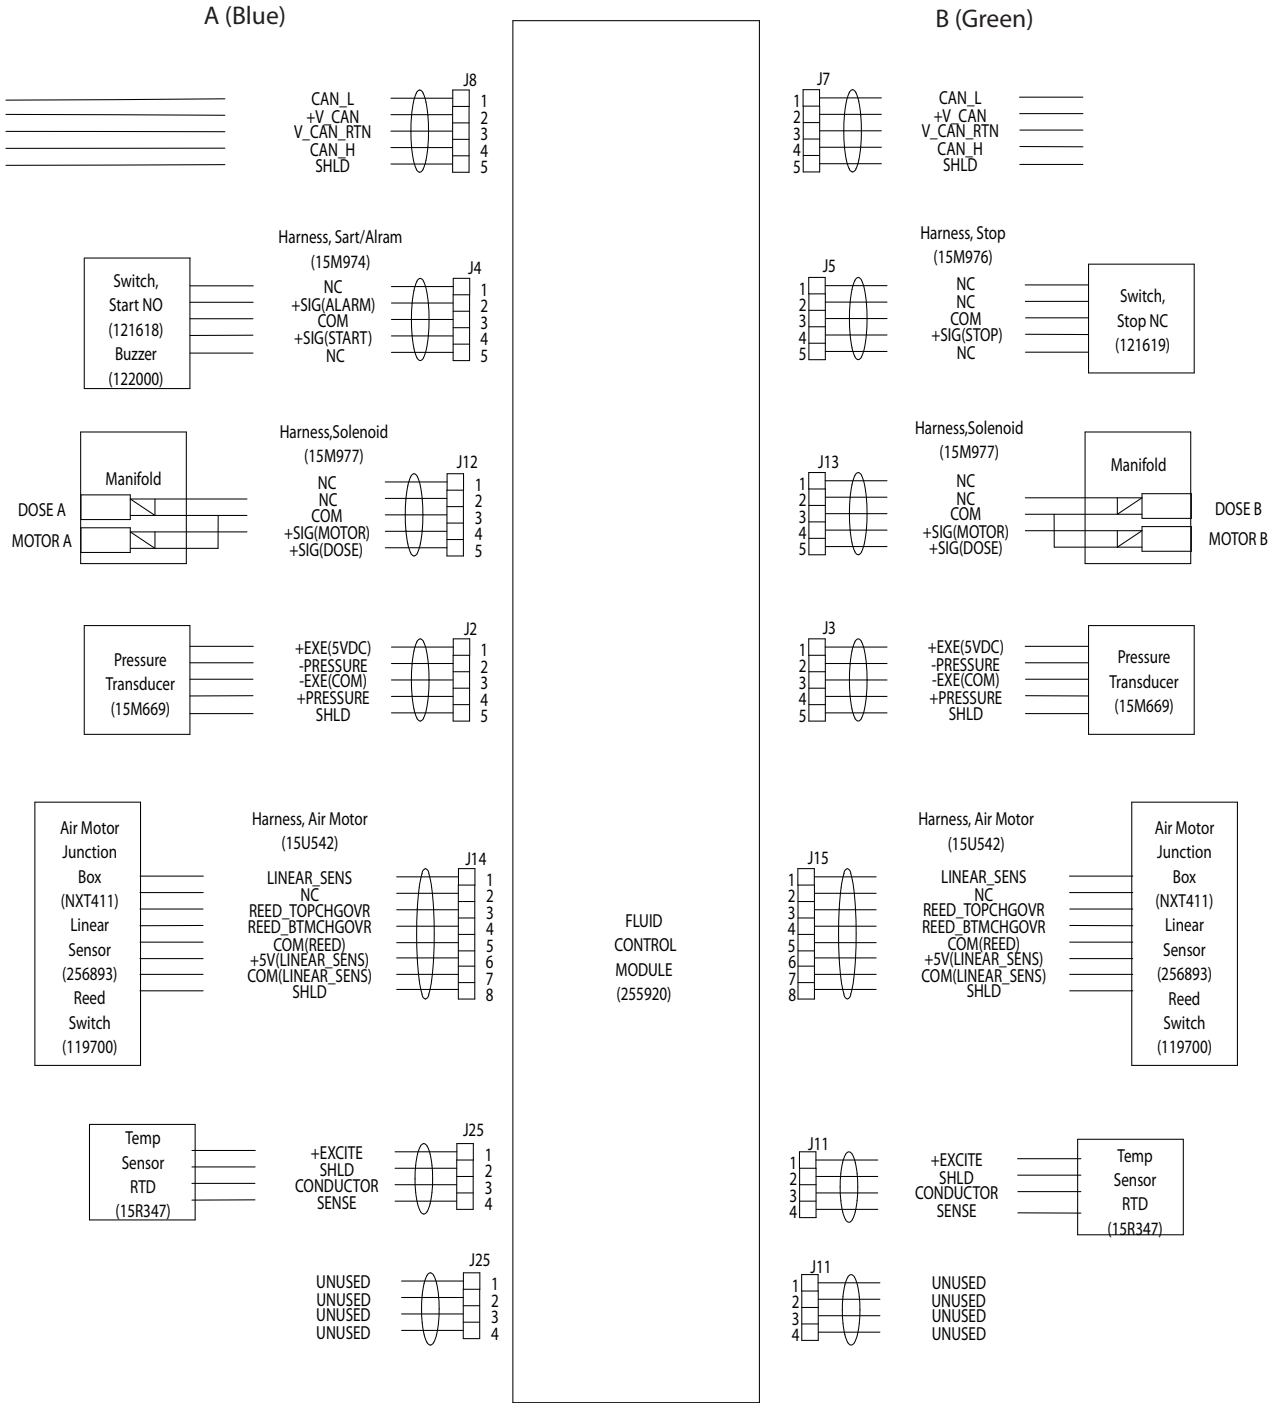 A (Blue)
B (Green)
J8
CAN_L 1
+V_CAN 2
V_CAN_RTN 3
CAN_H 4
SHLD 5
J7
1 CAN_L
2 +V_CAN
3 V_CAN_RTN
4 CAN_H
5 SHLD
Harness, Sart/Alram
(15M974)
J4
Switch,
Start NO
(121618)
Buzzer
(122000)
NC 1
+SIG(ALARM) 2
COM 3
+SIG(START) 4
NC 5
Harness, Stop
(15M976)
J5
1 NC
2 NC
3 COM
4 +SIG(STOP)
5 NC
Switch,
Stop NC
(121619)
Harness,Solenoid
(15M977)
J12
Manifold
DOSE A
MOTOR A
NC 1
NC 2
COM 3
+SIG(MOTOR) 4
+SIG(DOSE) 5
Harness,Solenoid
(15M977)
J13
1 NC
2 NC
3 COM
4 +SIG(MOTOR)
5 +SIG(DOSE)
Manifold
DOSE B
MOTOR B
J2
Pressure
Transducer
(15M669)
+EXE(5VDC) 1
-PRESSURE 2
-EXE(COM) 3
+PRESSURE 4
SHLD 5
J3
1 +EXE(5VDC)
2 -PRESSURE
3 -EXE(COM)
4 +PRESSURE
5 SHLD
Pressure
Transducer
(15M669)
Air Motor
Junction
Box
(NXT411)
Linear
Sensor
(256893)
Reed
Switch
(119700)
Harness, Air Motor
(15U542)
J14
LINEAR_SENS 1
NC 2
REED_TOPCHGOVR 3
REED_BTMCHGOVR 4
COM(REED) 5
+5V(LINEAR_SENS) 6
COM(LINEAR_SENS) 7
SHLD 8
FLUID
CONTROL
MODULE
(255920)
Harness, Air Motor
(15U542)
J15
1 LINEAR_SENS
2 NC
3 REED_TOPCHGOVR
4 REED_BTMCHGOVR
5 COM(REED)
6 +5V(LINEAR_SENS)
7 COM(LINEAR_SENS)
8 SHLD
Air Motor
Junction
Box
(NXT411)
Linear
Sensor
(256893)
Reed
Switch
(119700)
Temp
Sensor
RTD
(15R347)
J25
+EXCITE 1
SHLD 2
CONDUCTOR 3
SENSE 4
J11
1 +EXCITE
2 SHLD
3 CONDUCTOR
4 SENSE
Temp
Sensor
RTD
(15R347)
J25
UNUSED 1
UNUSED 2
UNUSED 3
UNUSED 4
J11
1 UNUSED
2 UNUSED
3 UNUSED
4 UNUSED